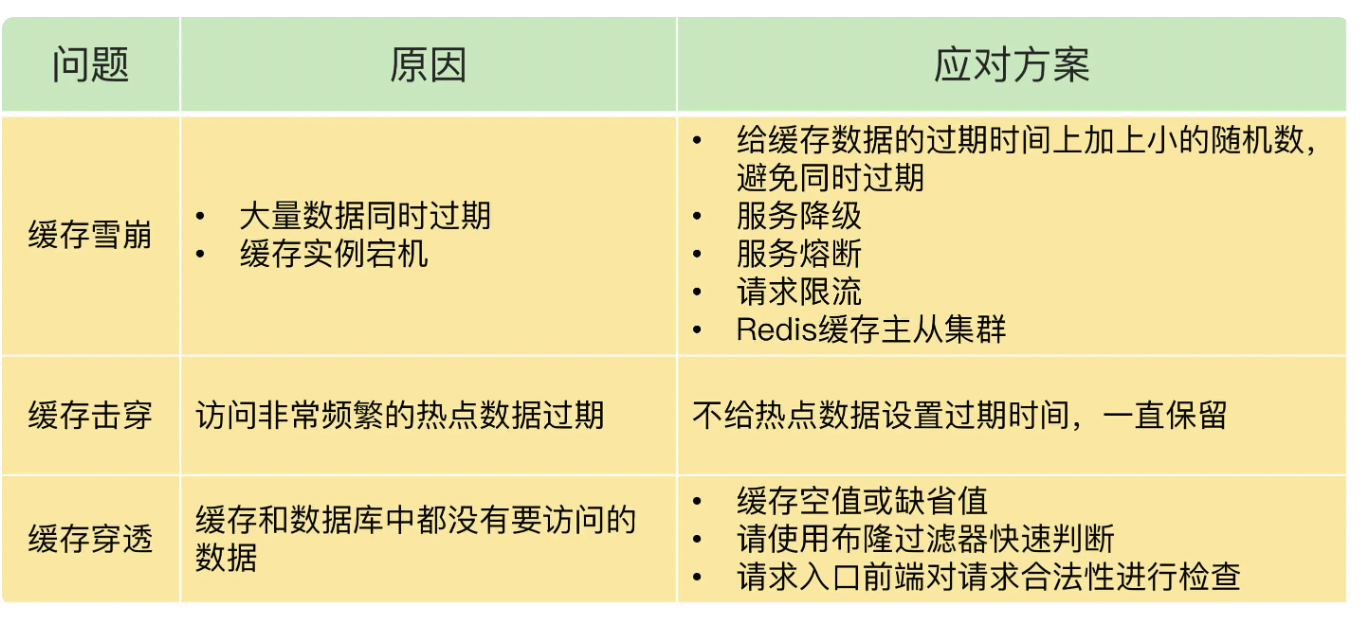 问题
原因
应对方案
缓存雪崩
• 大量数据同时过期
• 缓存实例宕机
• 给缓存数据的过期时间上加上小的随机数，
避免同时过期
• 服务降级
• 服务熔断
• 请求限流
• Redis缓存主从集群
缓存击穿
访问非常频繁的热点数据过期
不给热点数据设置过期时间，一直保留
缓存穿透
缓存和数据库中都没有要访问的
数据
• 缓存空值或缺省值
• 请使用布隆过滤器快速判断
• 请求入口前端对请求合法性进行检查